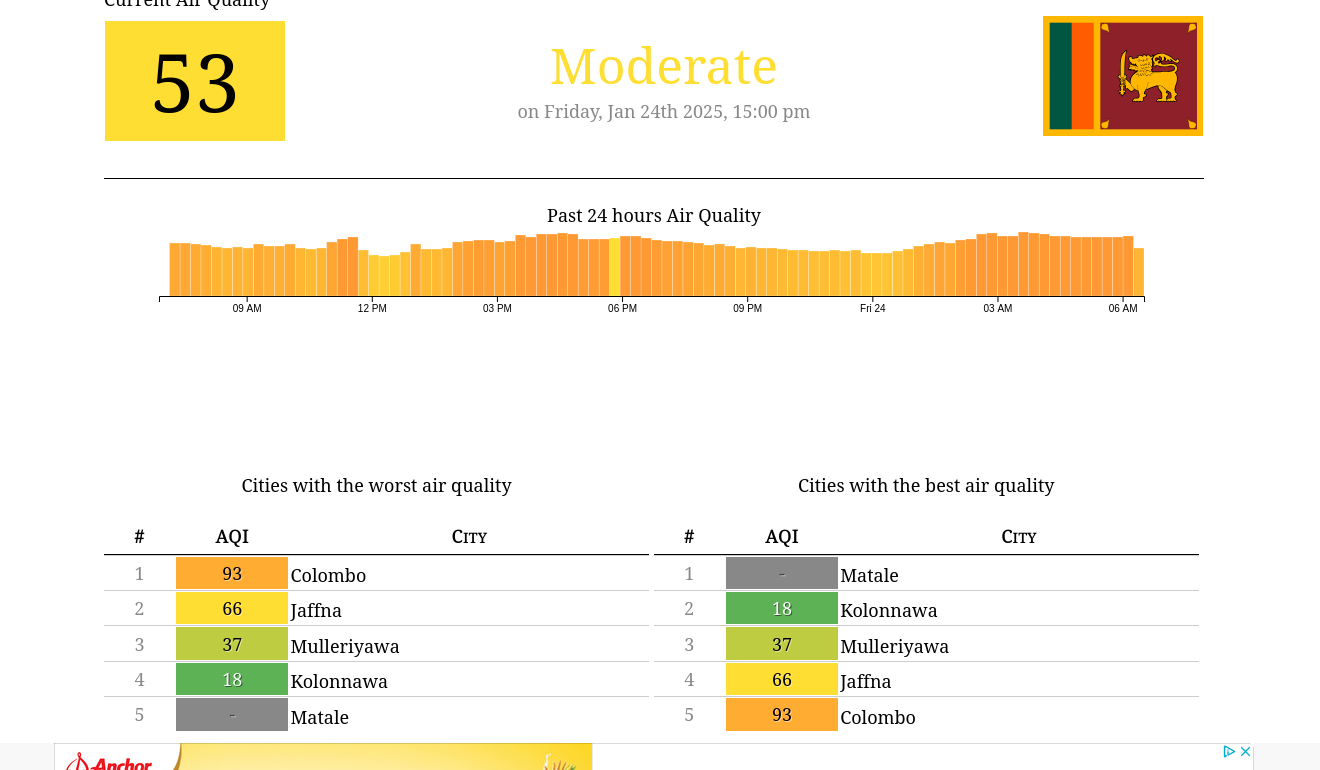 Current Air Quality
53
Moderate
on Friday, Jan 24th 2025, 15:00 pm
Past 24 hours Air Quality
09 AM 12 PM 03 PM 06 PM 09 PM Fri 24 03 AM 06 AM
Cities with the worst air quality
# AQI City
1 93 Colombo
2 66 Jaffna
3 37 Mulleriyawa
4 18 Kolonnawa
5 - Matale
Cities with the best air quality
# AQI City
1 - Matale
2 18 Kolonnawa
3 37 Mulleriyawa
4 66 Jaffna
5 93 Colombo
Anchor